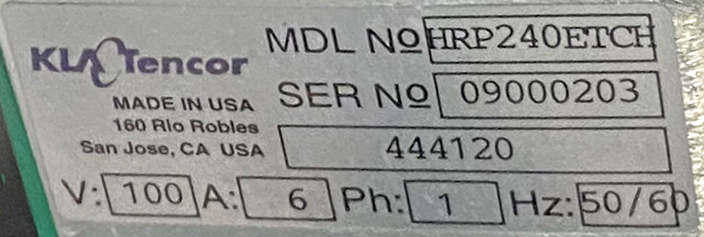 KLA Tencor MDL Nº HRP240ETCH
MADE IN USA SER Nº 09000203
160 Rio Robles
San Jose, CA USA 444120
V: 100 A: 6 Ph: 1 Hz: 50/60